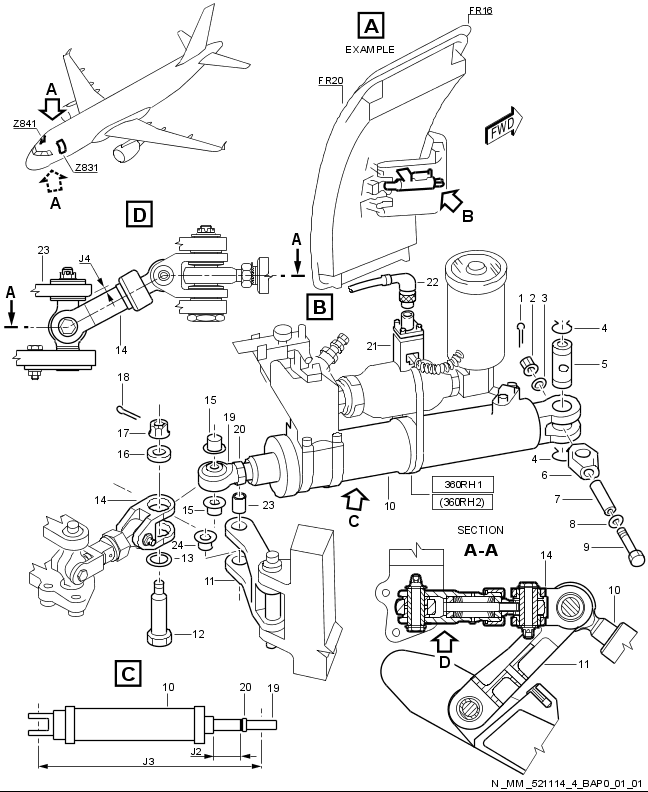 A
EXAMPLE
FR16
FR20
FWD
A
Z841
Z831
A
B
D
23
J4
A
A
14
B
22
21
1
2
3
4
5
4
6
7
8
9
10
C
360RH1
(360RH2)
18
17
16
14
15
19
20
15
23
24
13
11
12
SECTION
A-A
14
10
11
D
C
10
20
19
J2
J3
N_MM_521114_4_BAP0_01_01